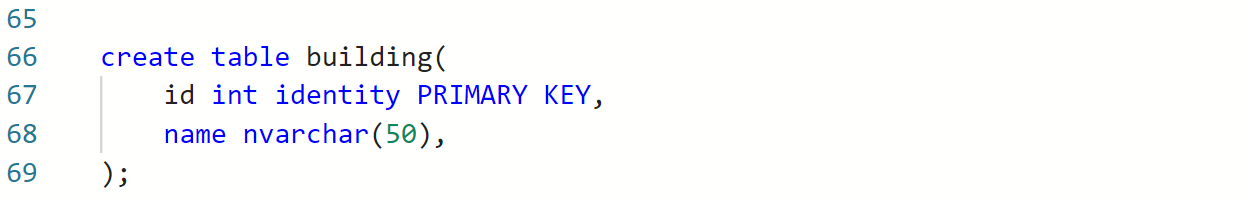 65
66 create table building(
67 id int identity PRIMARY KEY,
68 name nvarchar(50),
69 );